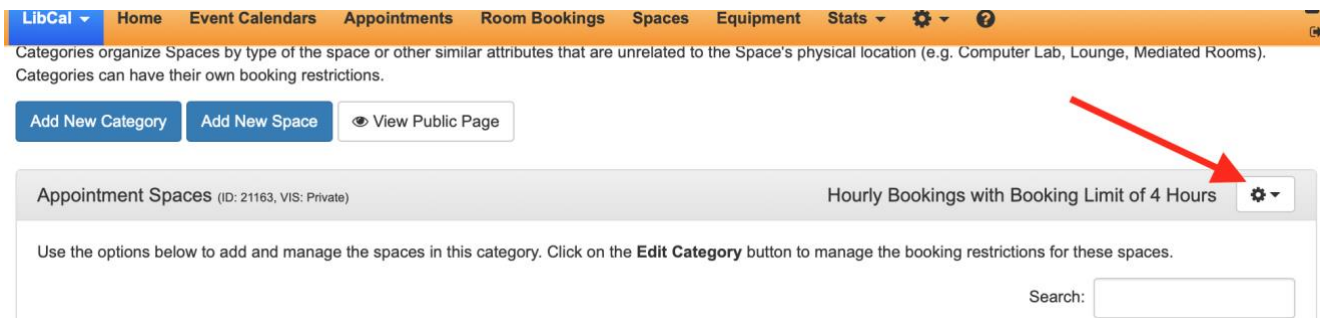 LibCal Home Event Calendars Appointments Room Bookings Spaces Equipment Stats
Categories organize Spaces by type of the space or other similar attributes that are unrelated to the Space's physical location (e.g. Computer Lab, Lounge, Mediated Rooms).
Categories can have their own booking restrictions.
Add New Category Add New Space View Public Page
Appointment Spaces (ID: 21163, VIS: Private) Hourly Bookings with Booking Limit of 4 Hours
Use the options below to add and manage the spaces in this category. Click on the Edit Category button to manage the booking restrictions for these spaces.
Search: